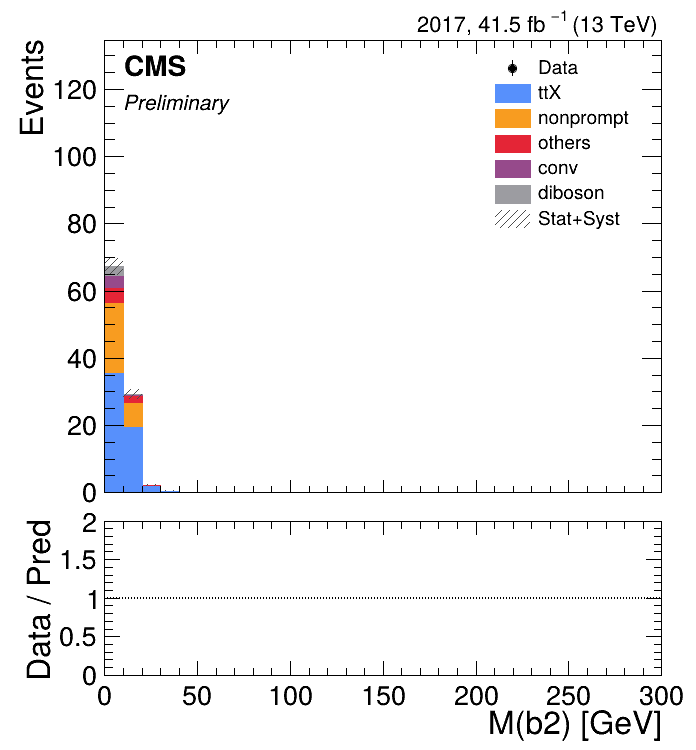 2017, 41.5 fb⁻¹ (13 TeV)
CMS
Preliminary
Events
120
100
80
60
40
20
0
Data
ttX
nonprompt
others
conv
diboson
Stat+Syst
Data / Pred
2
1.5
1
0.5
0
0 50 100 150 200 250 300
M(b2) [GeV]